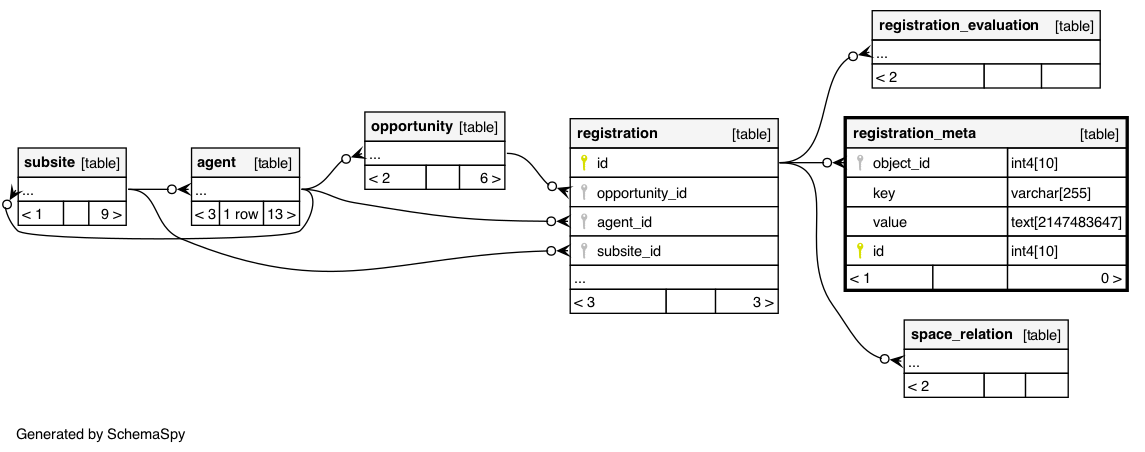 subsite [table]
...
< 1 9 >
agent [table]
...
< 3 1 row 13 >
opportunity [table]
...
< 2 6 >
registration [table]
id
opportunity_id
agent_id
subsite_id
...
< 3 3 >
registration_evaluation [table]
...
< 2
registration_meta [table]
object_id int4[10]
key varchar[255]
value text[2147483647]
id int4[10]
< 1 0 >
space_relation [table]
...
< 2
Generated by SchemaSpy